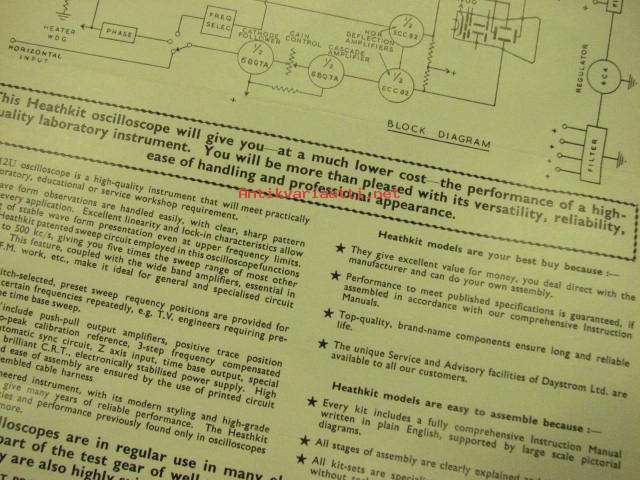 FREQ
SELEC
HEATER
WDG
PHASE
HORIZONTAL
INPUT
CATHODE
FOLLOWER
½
6BQ7A
GAIN
CONTROL
CASCADE
AMPLIFIER
½
6BQ7A
HOR
DEFLECTION
AMPLIFIERS
½
ECC 82
½
ECC 82
REGULATOR
6C4
FILTER
BLOCK DIAGRAM
This Heathkit oscilloscope will give you—at a much lower cost—the performance of a high-
quality laboratory instrument. You will be more than pleased with its versatility, reliability,
ease of handling and professional appearance.
Antikvariaatti.net
12U oscilloscope is a high-quality instrument that will meet practically
oratory, educational or service workshop requirement.
ave form observations are handled easily, with clear, sharp pattern
every application. Excellent linearity and lock-in characteristics allow
of stable wave form presentation even at upper frequency limits.
Heathkit patented sweep circuit employed in this oscilloscope functions
to 500 kc/s, giving you five times the sweep range of most other
This feature, coupled with the wide band amplifiers, essential in
F.M. work, etc., make it ideal for general and specialised circuit
itch-selected, preset sweep requency positions are provided for
certain frequencies repeatedly, e.g. T.V. engineers requiring pre-
me time base sweep.
include push-pull output amplifiers, positive trace position
o-peak calibration reference, 3-step frequency compensated
utomatic sync circuit, Z axis input, time base output, special
brilliant C.R.T., electronically stabilised power supply. High
d ease of assembly are ensured by the use of printed circuit
embled cable harness
neered instrument, with its modern styling and high-grade
give many years of reliable performance. The Heathkit
ties and performance previously found only in oscilloscopes
more.
lloscopes are in regular use in many
part of the test gear of well
y are also highly
Heathkit models are your best buy because :—
★ They give excellent value for money, you deal direct with the
manufacturer and can do your own assembly.
★ Performance to meet published specifications is guaranteed, if
assembled in accordance with our comprehensive Instruction
Manuals.
★ Top-quality, brand-name components ensure long and reliable
life.
★ The unique Service and Advisory facilities of Daystrom Ltd. are
available to all our customers.
Heathkit models are easy to assemble because :—
★ Every kit includes a fully comprehensive Instruction Manual
written in plain English, supported by large scale pictorial
diagrams.
★ All stages of assembly are clearly explained
★ All kit-sets are
without